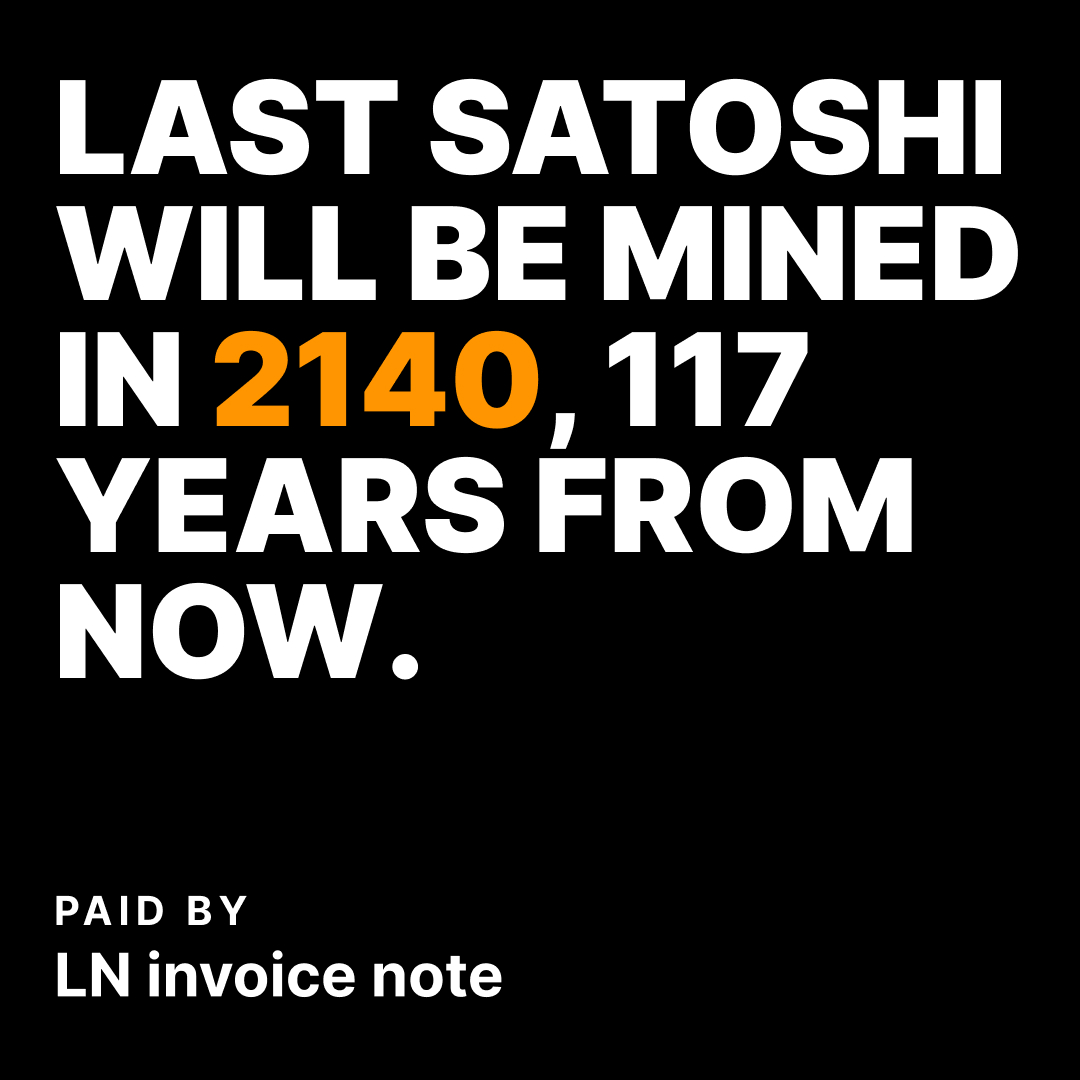 LAST SATOSHI
WILL BE MINED
IN 2140, 117
YEARS FROM
NOW.
PAID BY
LN invoice note